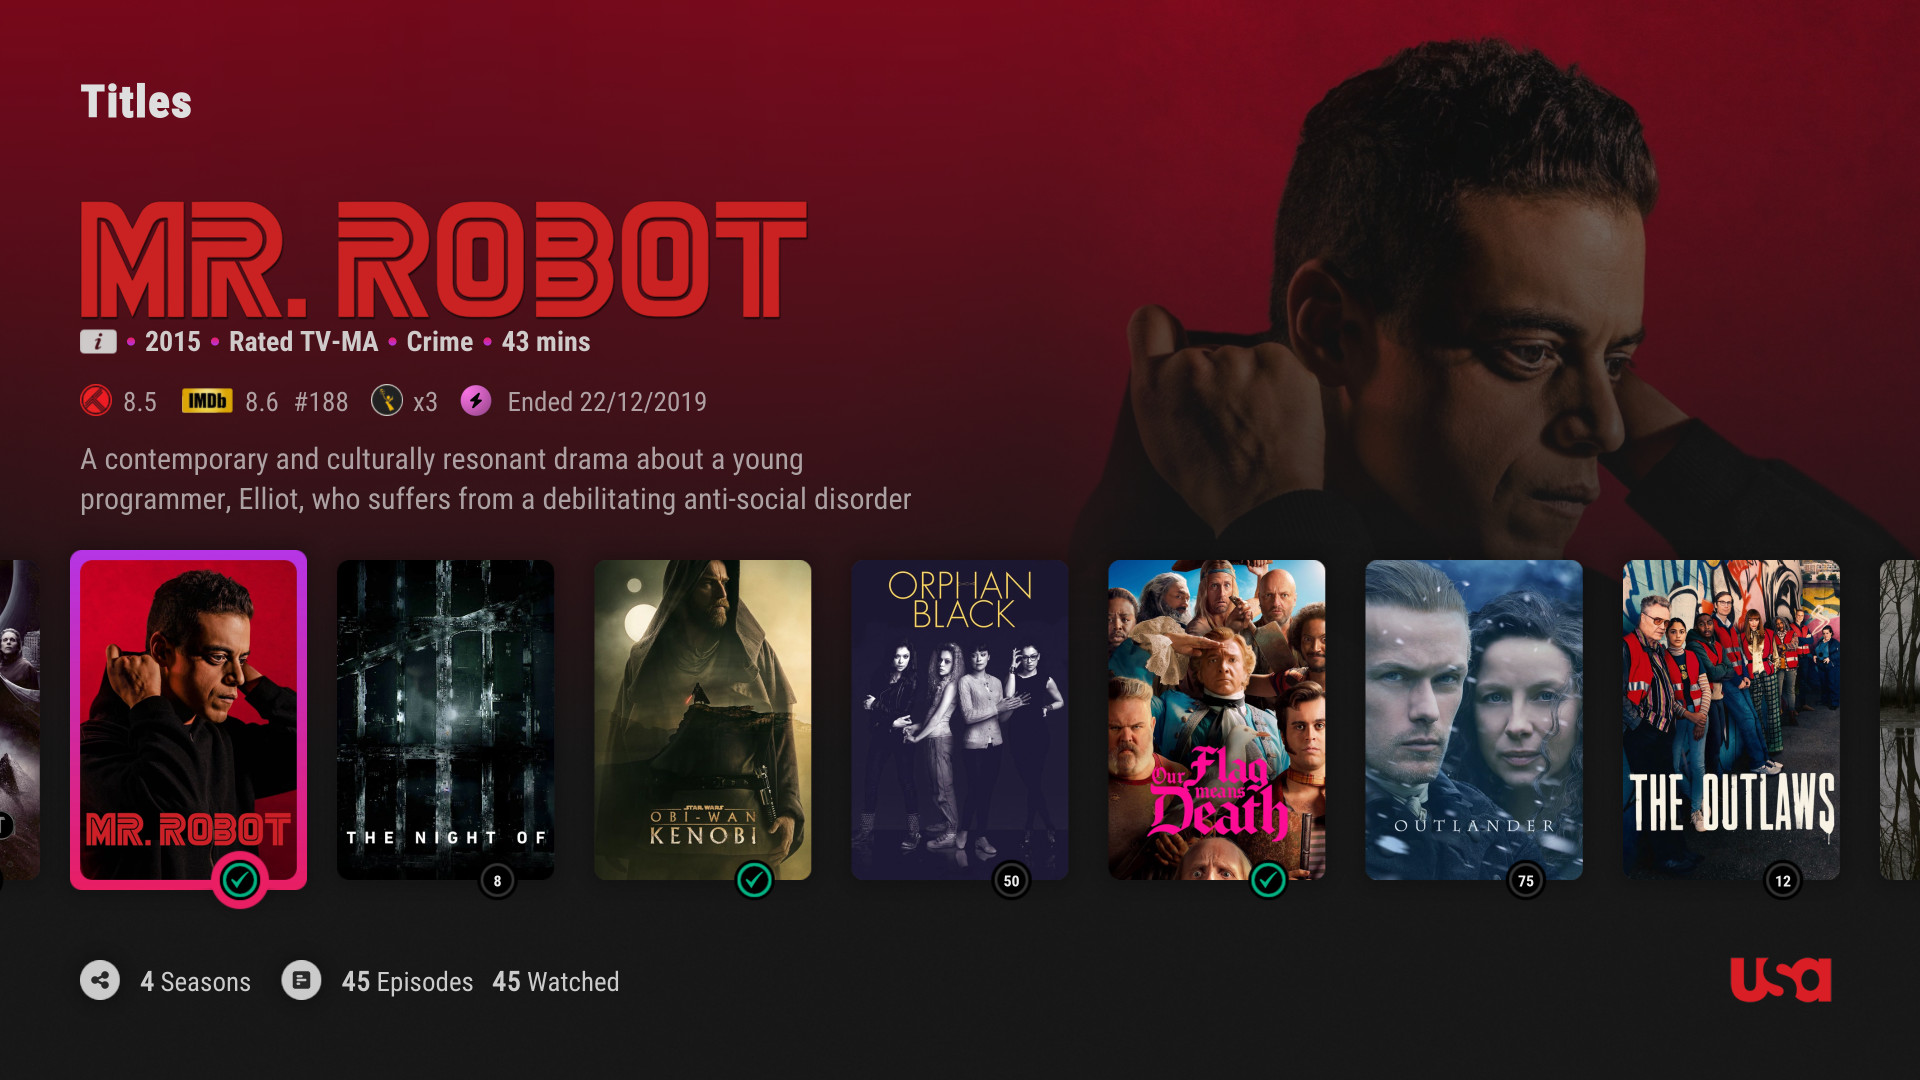 Titles
MR. ROBOT
i • 2015 • Rated TV-MA • Crime • 43 mins
8.5 IMDb 8.6 #188 x3 Ended 22/12/2019
A contemporary and culturally resonant drama about a young
programmer, Elliot, who suffers from a debilitating anti-social disorder
MR. ROBOT
THE NIGHT OF
8
STAR WARS
OBI-WAN
KENOBI
ORPHAN
BLACK
50
Our Flag
means
Death
OUTLANDER
75
THE OUTLAWS
12
4 Seasons 45 Episodes 45 Watched
usa